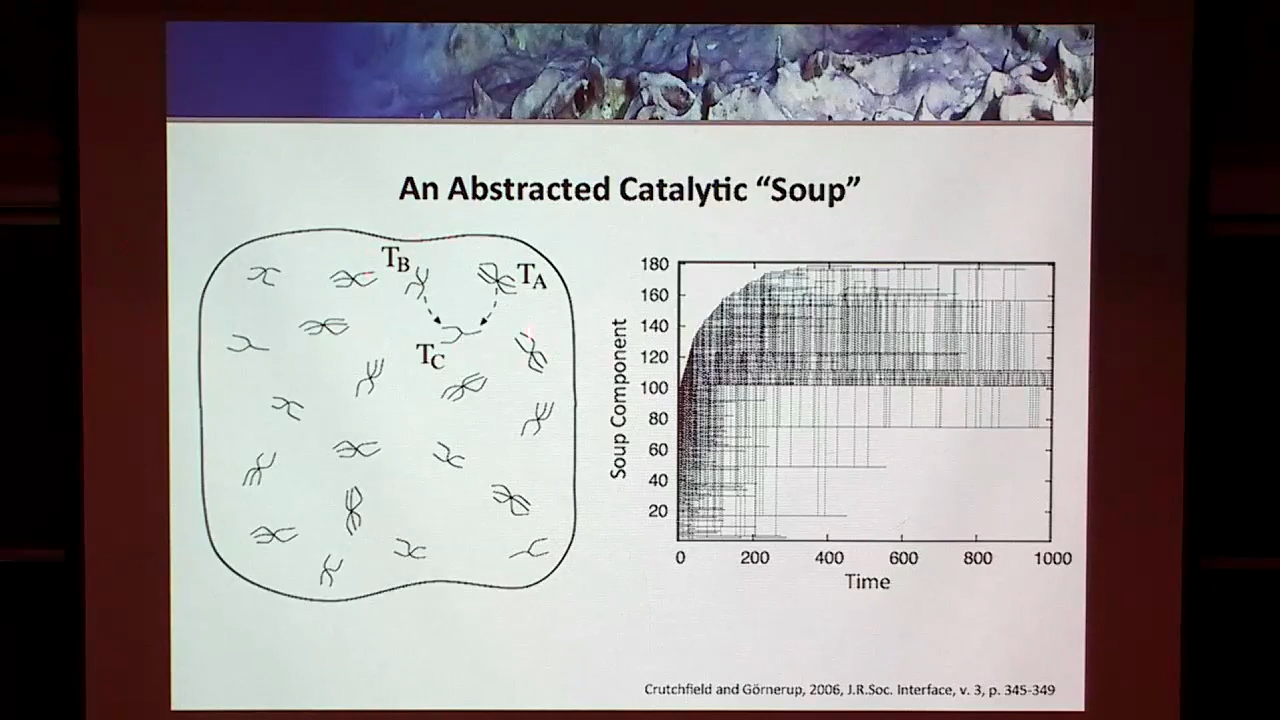 An Abstracted Catalytic “Soup”
TB
TA
TC
Soup Component
180
160
140
120
100
80
60
40
20
0 200 400 600 800 1000
Time
Crutchfield and Görnerup, 2006, J.R.Soc. Interface, v. 3, p. 345-349